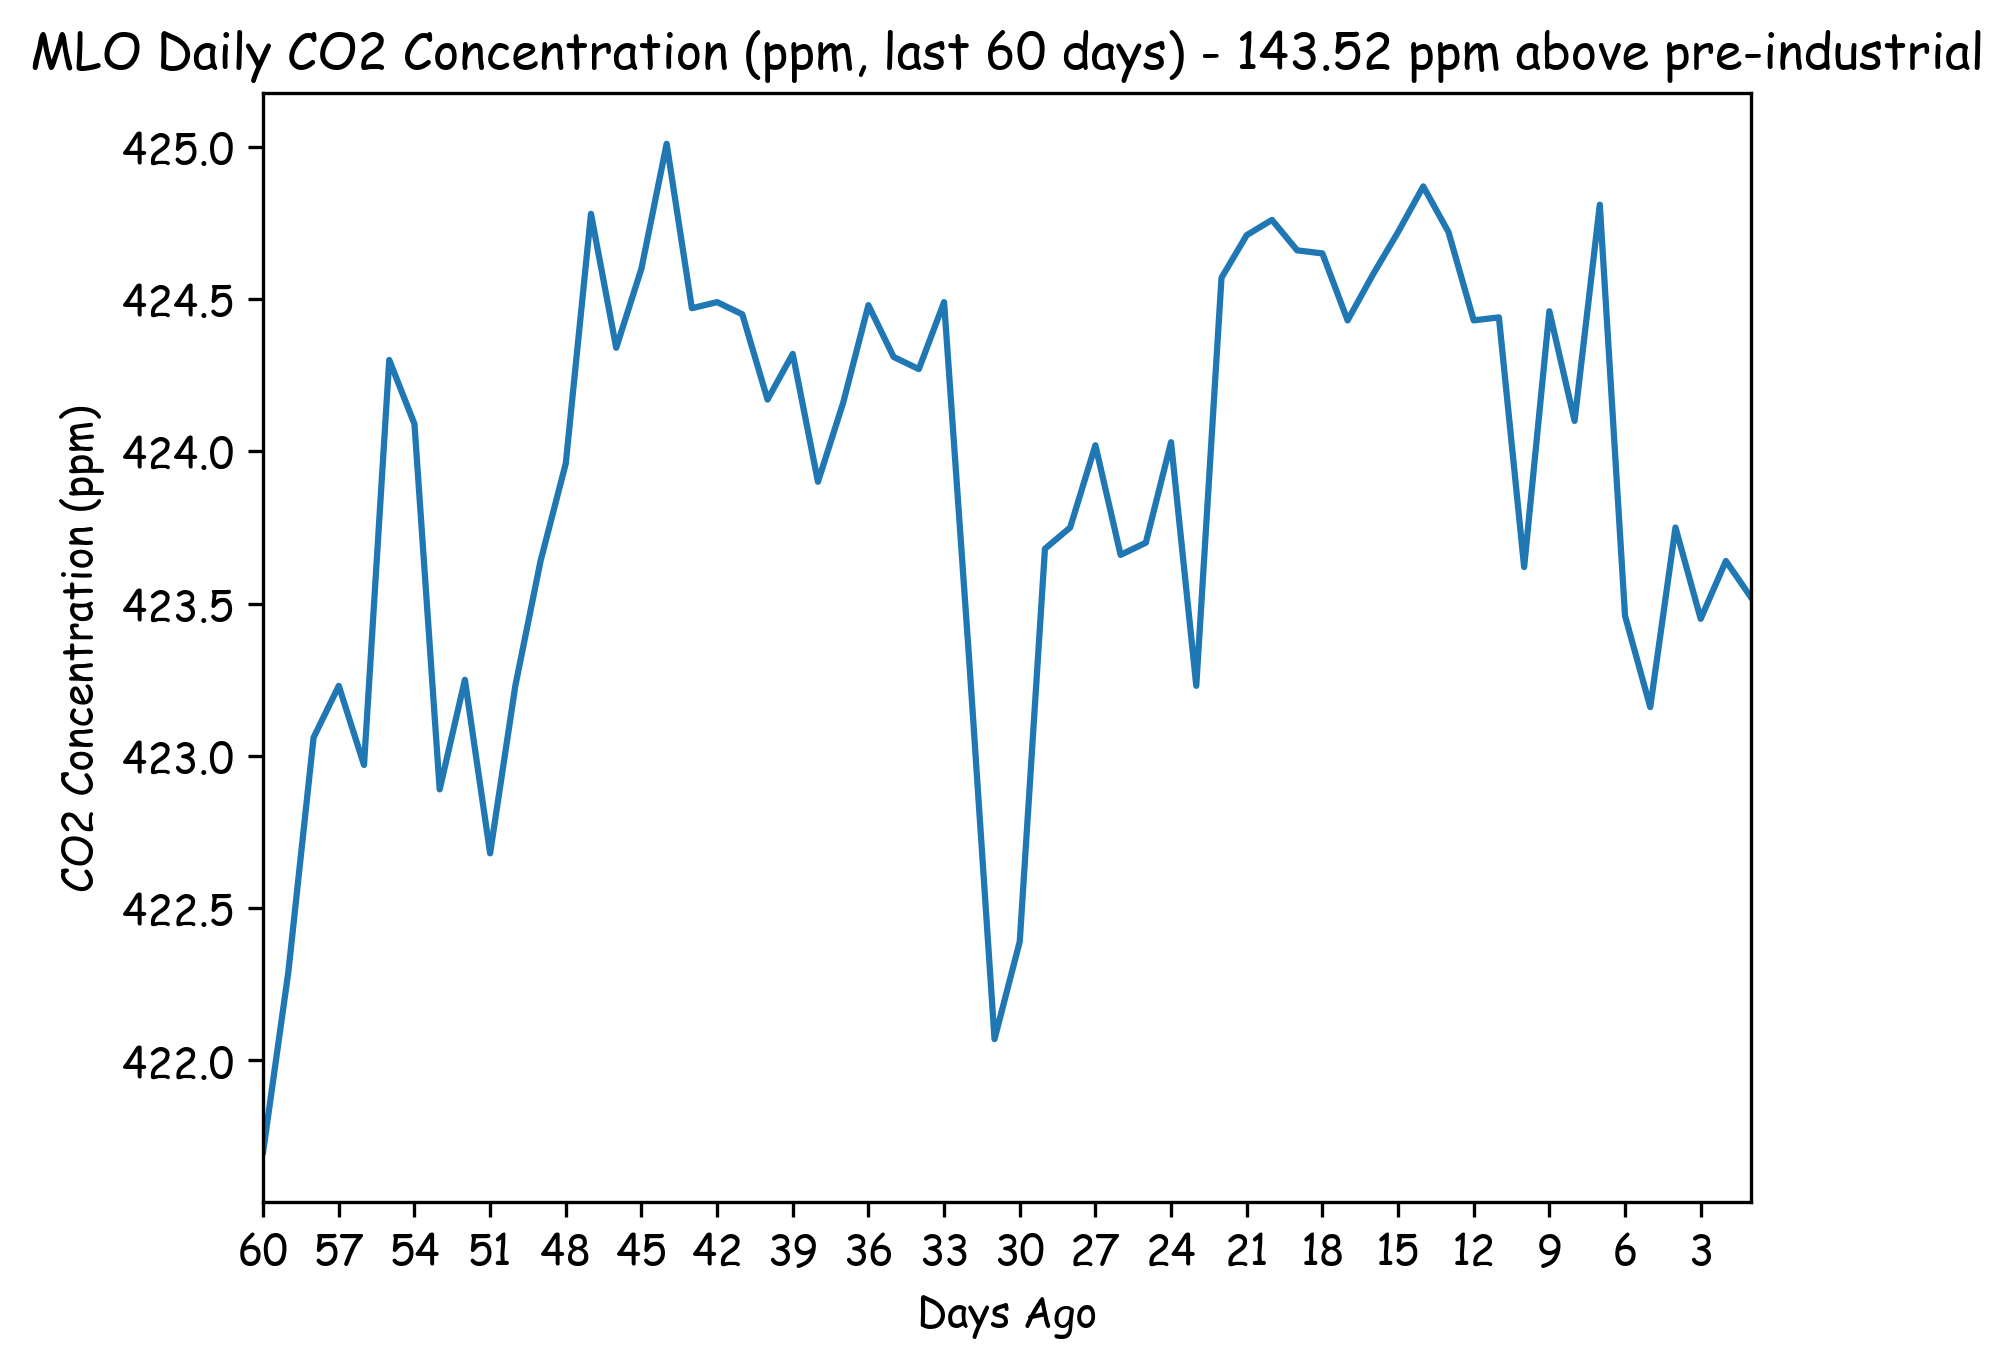 MLO Daily CO2 Concentration (ppm, last 60 days) - 143.52 ppm above pre-industrial
CO2 Concentration (ppm)
425.0
424.5
424.0
423.5
423.0
422.5
422.0
60 57 54 51 48 45 42 39 36 33 30 27 24 21 18 15 12 9 6 3
Days Ago